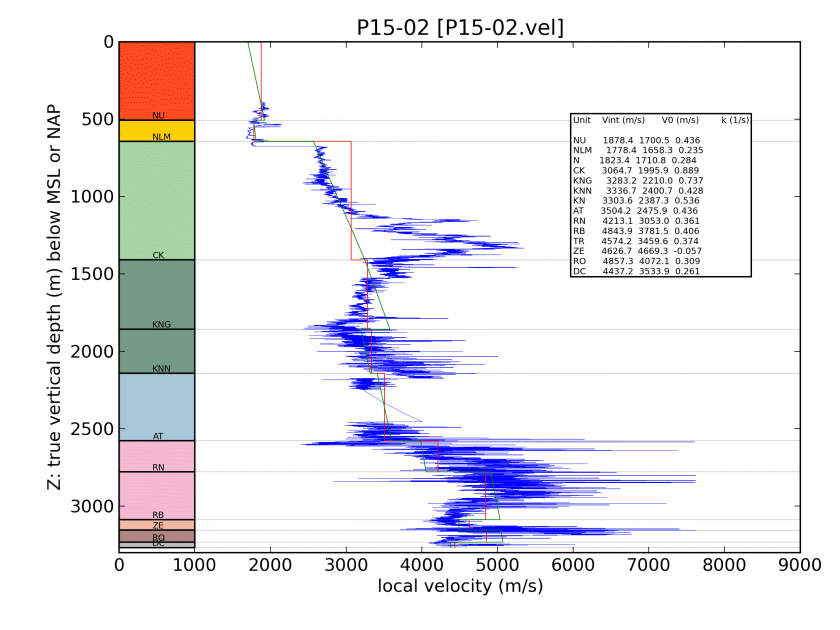 P15-02 [P15-02.vel]
Z: true vertical depth (m) below MSL or NAP
0
500
1000
1500
2000
2500
3000
NU
NLM
CK
KNG
KNN
AT
RN
RB
ZE
RO
DC
Unit Vint (m/s) V0 (m/s) k (1/s)
NU 1878.4 1700.5 0.436
NLM 1778.4 1658.3 0.235
N 1823.4 1710.8 0.284
CK 3064.7 1995.9 0.889
KNG 3283.2 2210.0 0.737
KNN 3336.7 2400.7 0.428
KN 3303.6 2387.3 0.536
AT 3504.2 2475.9 0.436
RN 4213.1 3053.0 0.361
RB 4843.9 3781.5 0.406
TR 4574.2 3459.6 0.374
ZE 4626.7 4669.3 -0.057
RO 4857.3 4072.1 0.309
DC 4437.2 3533.9 0.261
0 1000 2000 3000 4000 5000 6000 7000 8000 9000
local velocity (m/s)